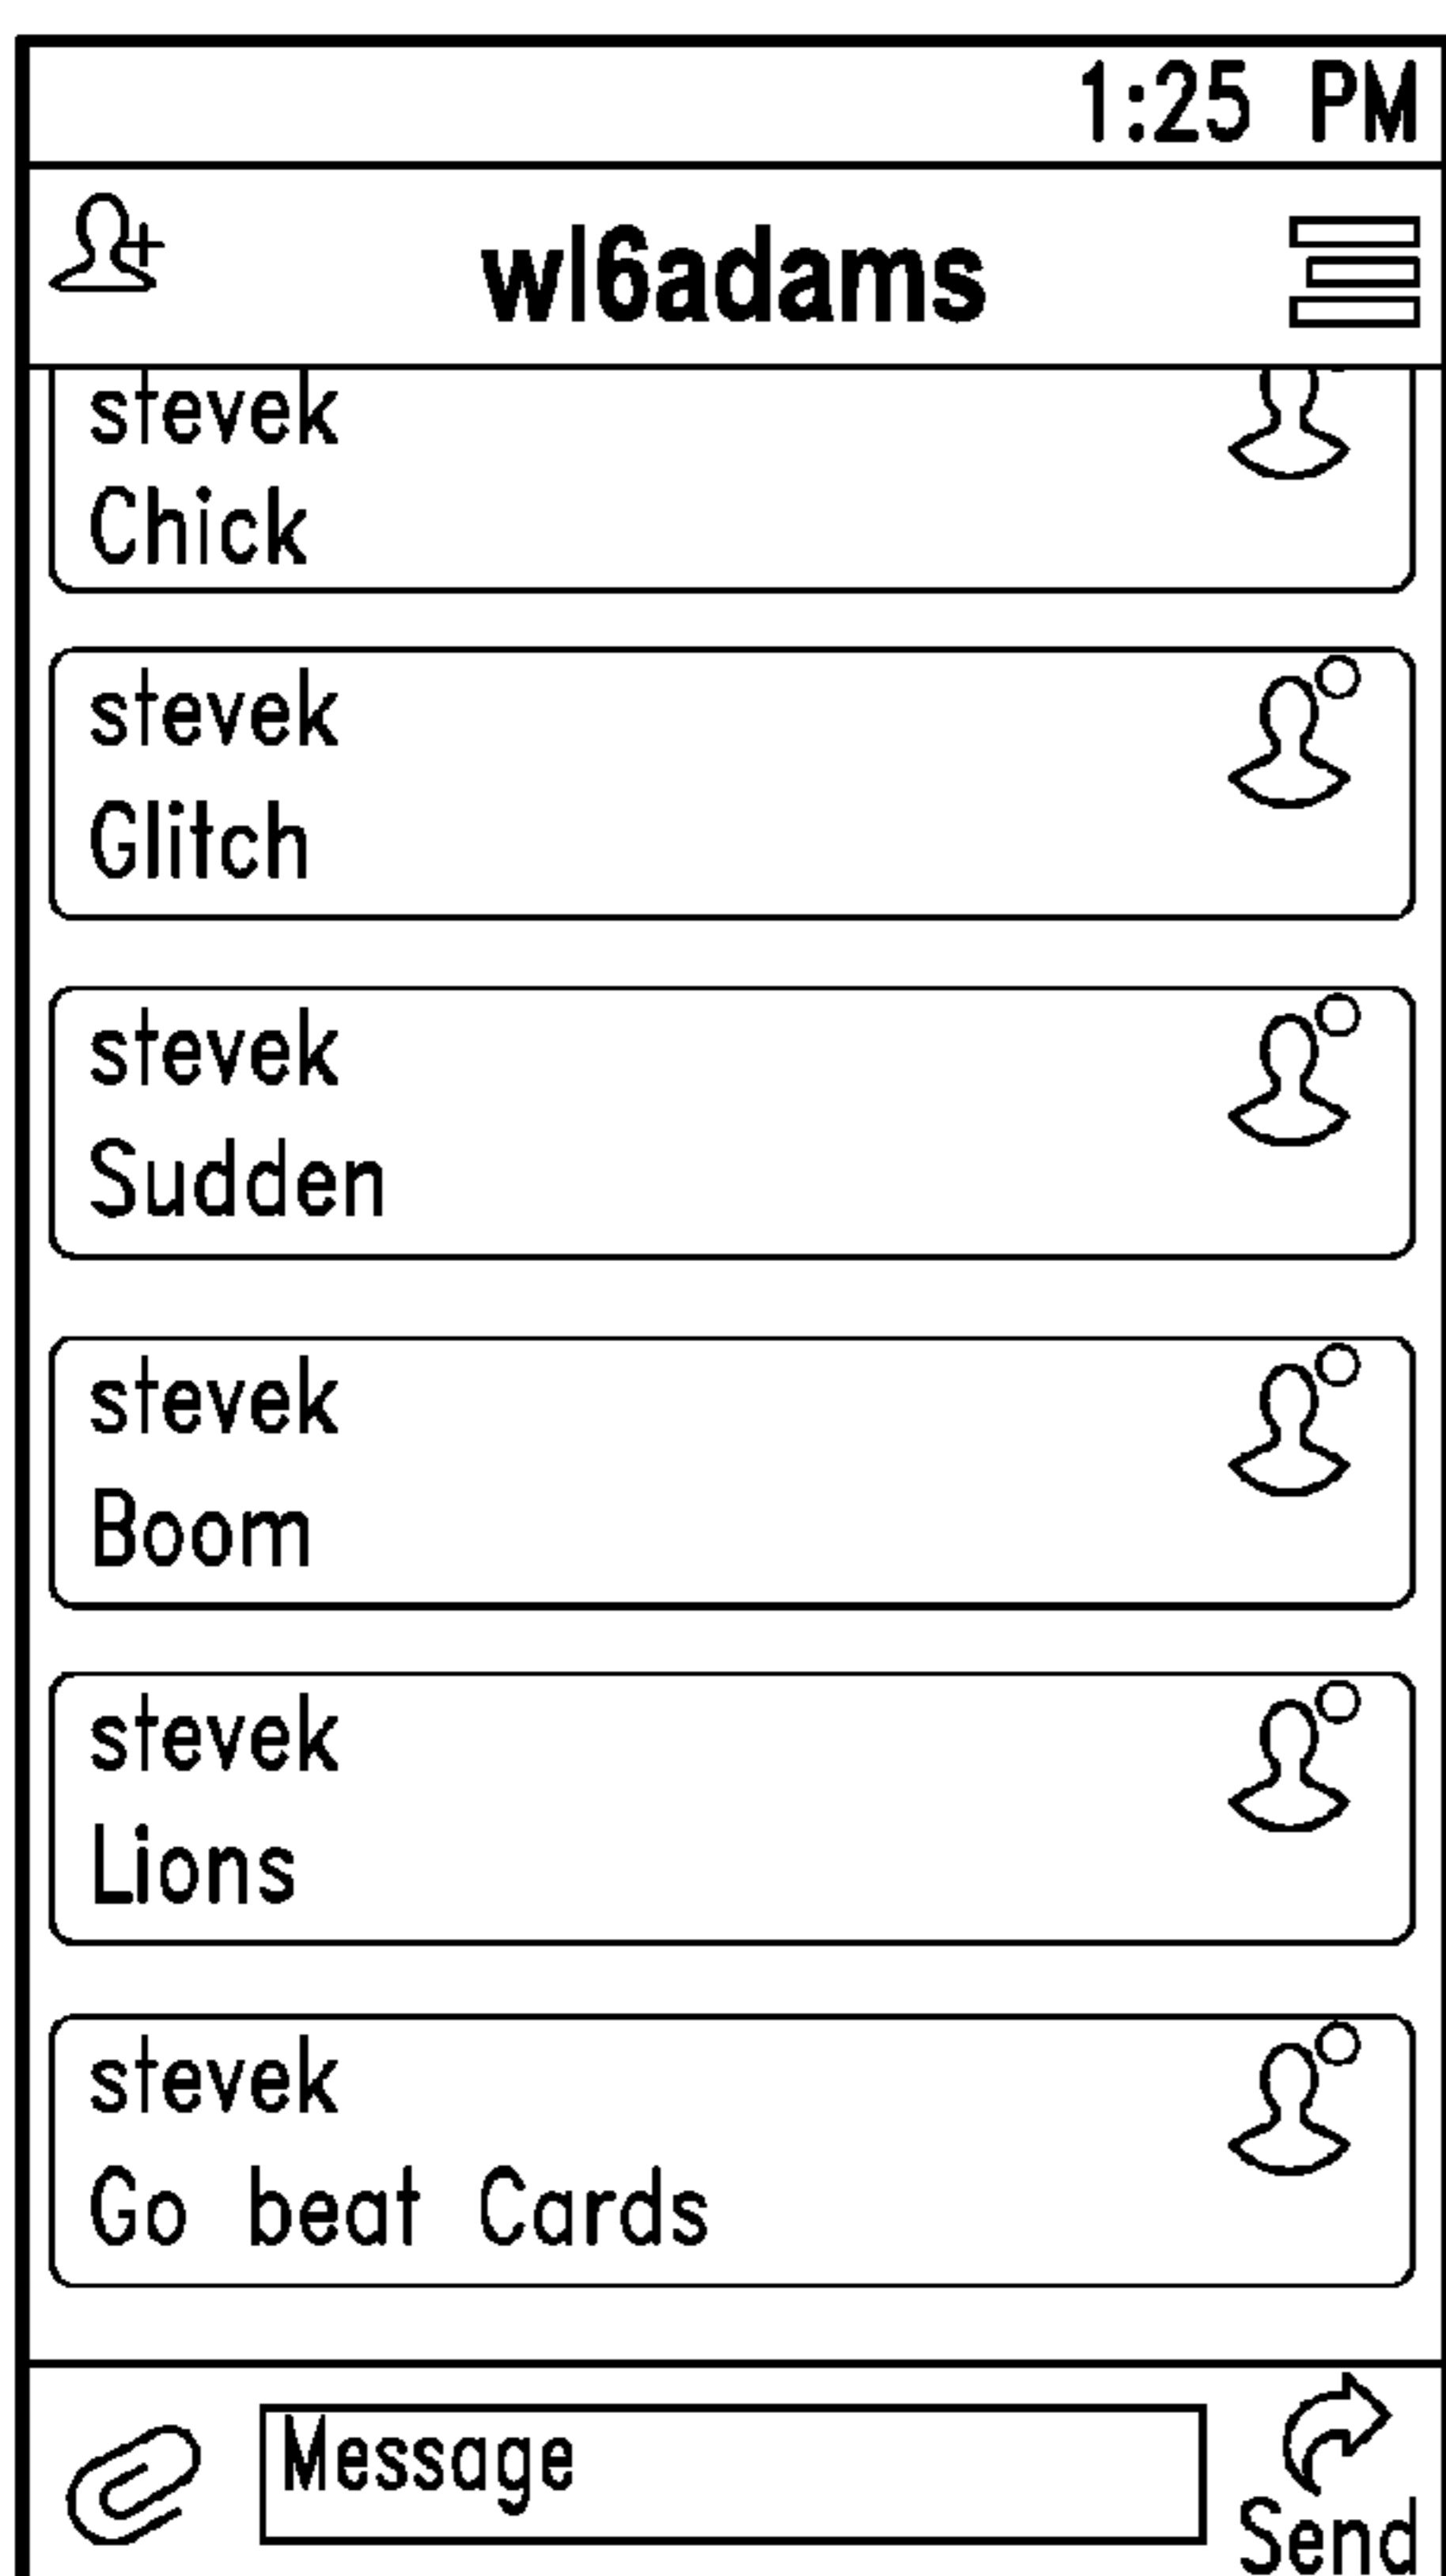 1:25 PM
wl6adams
stevek
Chick
stevek
Glitch
stevek
Sudden
stevek
Boom
stevek
Lions
stevek
Go beat Cards
Message
Send